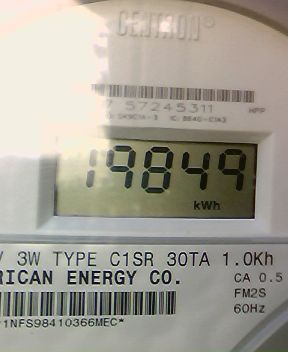 CENTRON®
57245311 HPP
19849
kWh
3W TYPE C1SR 30TA 1.0Kh
RICAN ENERGY CO.
CA 0.5
FM2S
60Hz
*1NFS98410366MEC*